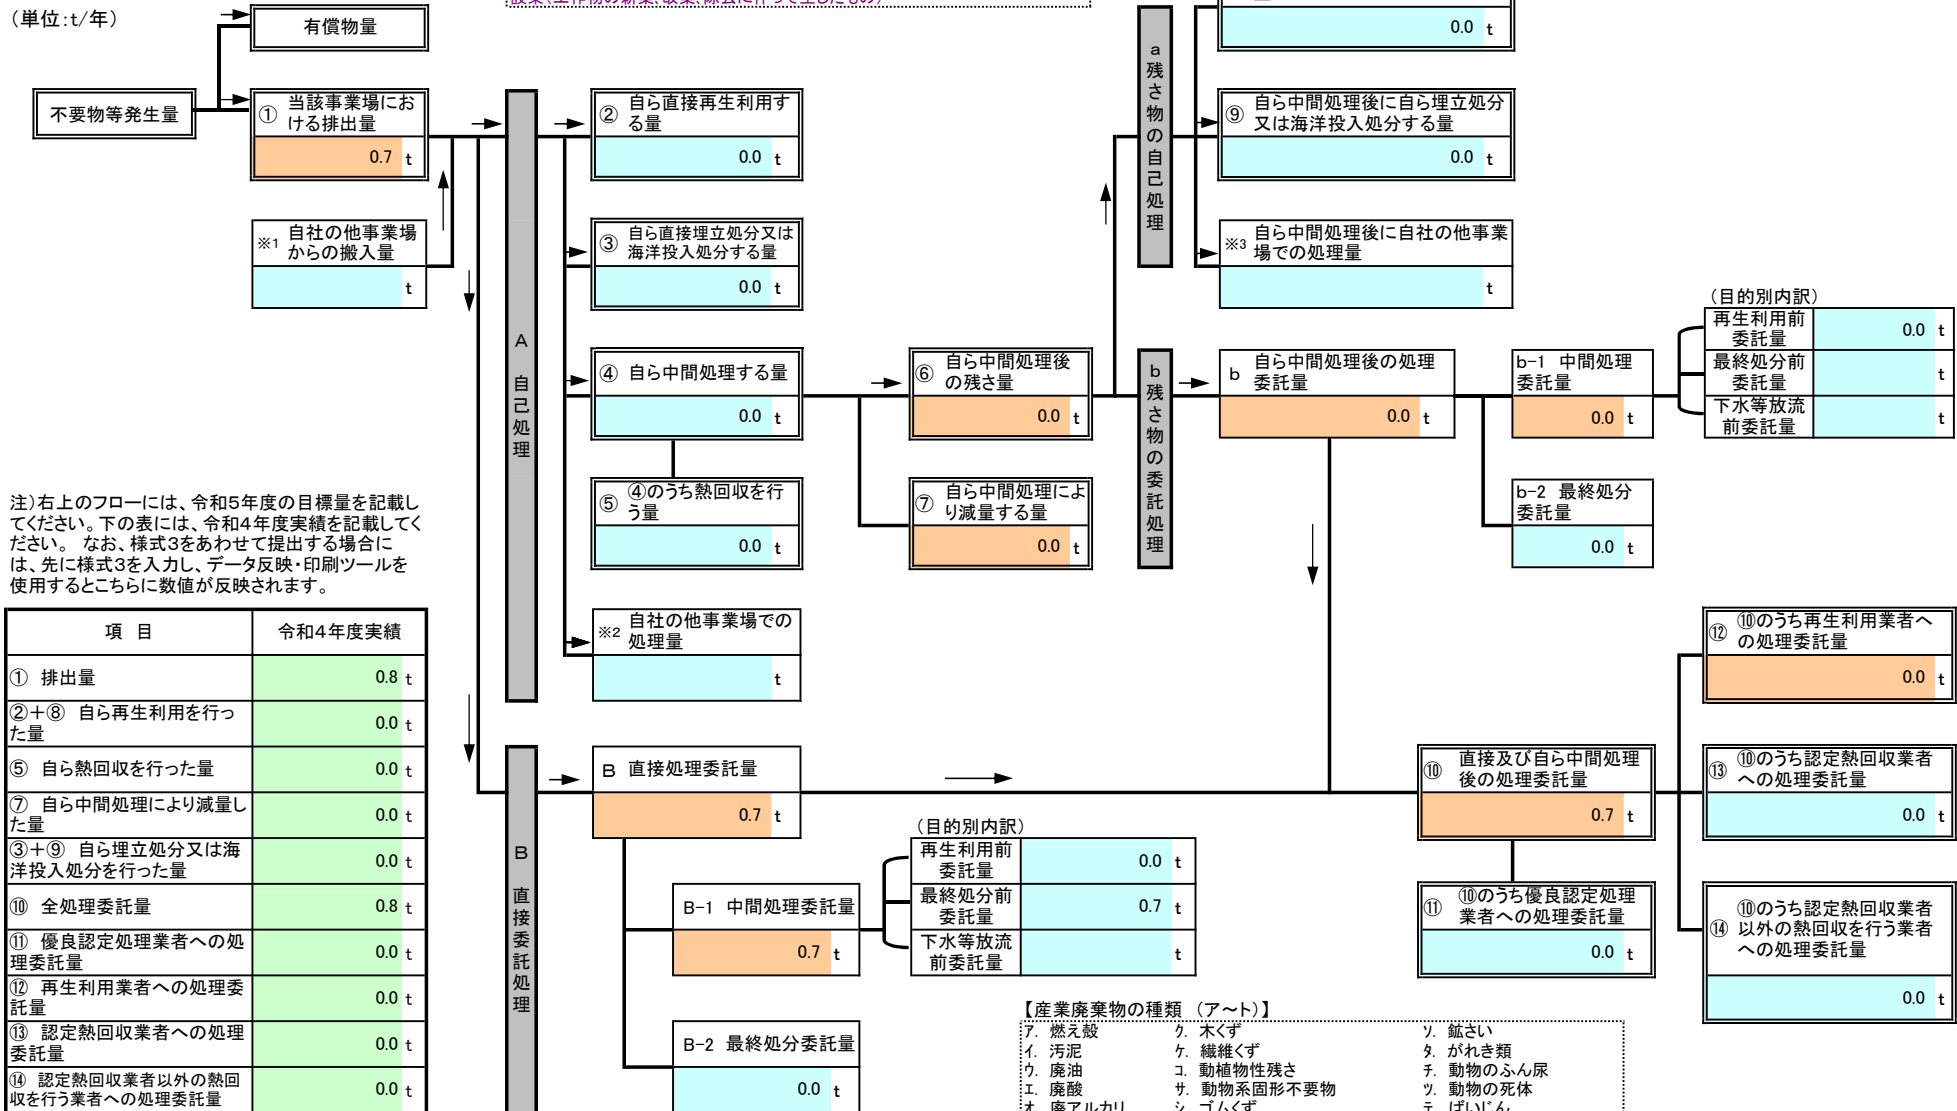 (単位:t/年)
有償物量
不要物等発生量
① 当該事業場にお
ける排出量
0.7 t
※1 自社の他事業場
からの搬入量
t
A 自己処理
② 自ら直接再生利用す
る量
0.0 t
③ 自ら直接埋立処分又は
海洋投入処分する量
0.0 t
④ 自ら中間処理する量
0.0 t
⑤ ④のうち熱回収を行
う量
0.0 t
※2 自社の他事業場での
処理量
t
⑥ 自ら中間処理後
の残さ量
0.0 t
⑦ 自ら中間処理によ
り減量する量
0.0 t
a 残さ物の自己処理
0.0 t
⑨ 自ら中間処理後に自ら埋立処分
又は海洋投入処分する量
0.0 t
※3 自ら中間処理後に自社の他事業
場での処理量
t
b 残さ物の委託処理
b 自ら中間処理後の処理
委託量
0.0 t
b-1 中間処理
委託量
0.0 t
b-2 最終処分
委託量
0.0 t
(目的別内訳)
再生利用前
委託量
0.0 t
最終処分前
委託量
t
下水等放流
前委託量
t
注)右上のフローには、令和5年度の目標量を記載し
てください。下の表には、令和4年度実績を記載してく
ださい。 なお、様式3をあわせて提出する場合に
は、先に様式3を入力し、データ反映・印刷ツールを
使用するとこちらに数値が反映されます。
項 目 令和4年度実績
① 排出量 0.8 t
②+⑧ 自ら再生利用を行っ
た量 0.0 t
⑤ 自ら熱回収を行った量 0.0 t
⑦ 自ら中間処理により減量し
た量 0.0 t
③+⑨ 自ら埋立処分又は海
洋投入処分を行った量 0.0 t
⑩ 全処理委託量 0.8 t
⑪ 優良認定処理業者への処
理委託量 0.0 t
⑫ 再生利用業者への処理委
託量 0.0 t
⑬ 認定熱回収業者への処理
委託量 0.0 t
⑭ 認定熱回収業者以外の熱回
収を行う業者への処理委託量 0.0 t
B 直接委託処理
B 直接処理委託量
0.7 t
B-1 中間処理委託量
0.7 t
B-2 最終処分委託量
0.0 t
(目的別内訳)
再生利用前
委託量
0.0 t
最終処分前
委託量
0.7 t
下水等放流
前委託量
t
⑩ 直接及び自ら中間処理
後の処理委託量
0.7 t
⑪ ⑩のうち優良認定処理
業者への処理委託量
0.0 t
⑫ ⑩のうち再生利用業者へ
の処理委託量
0.0 t
⑬ ⑩のうち認定熱回収業者
への処理委託量
0.0 t
⑭ ⑩のうち認定熱回収業者
以外の熱回収を行う業者
への処理委託量
0.0 t
【産業廃棄物の種類 (ア~ト)】
ア. 燃え殻 ク. 木くず ソ. 鉱さい
イ. 汚泥 ケ. 繊維くず タ. がれき類
ウ. 廃油 コ. 動植物性残さ チ. 動物のふん尿
エ. 廃酸 サ. 動物系固形不要物 ツ. 動物の死体
オ. 廃アルカリ シ. ゴムくず テ. ばいじん